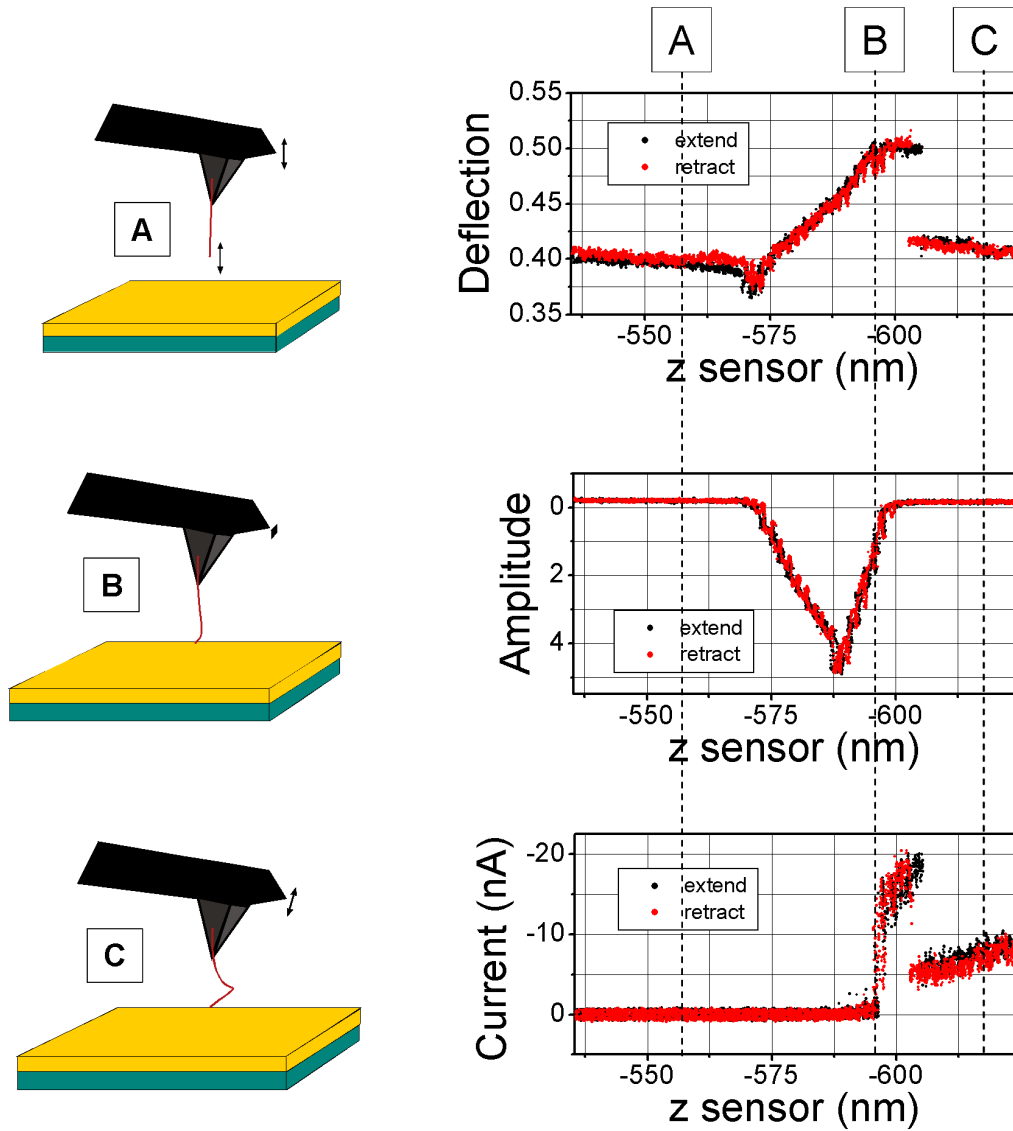 A
B
C
A
B
C
Deflection
0.55
0.50
0.45
0.40
0.35
extend
retract
-550
-575
-600
z sensor (nm)
Amplitude
0
2
4
extend
retract
-550
-575
-600
z sensor (nm)
Current (nA)
-20
-10
0
extend
retract
-550
-575
-600
z sensor (nm)